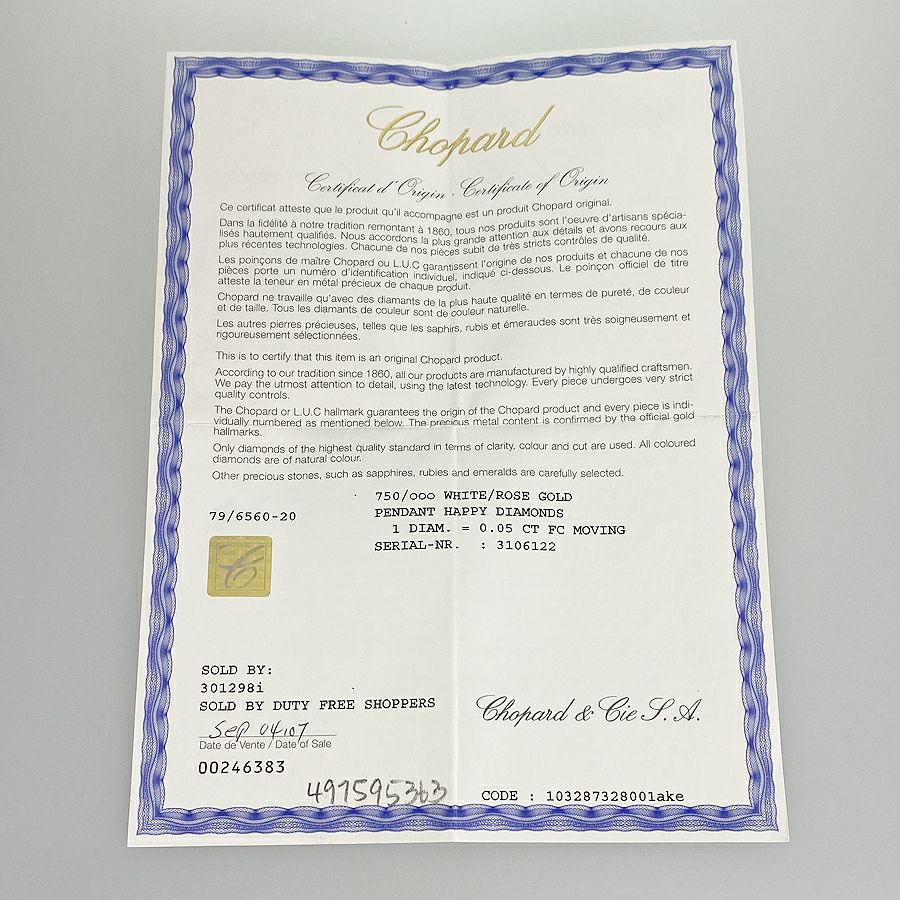 Chopard
Certificat d'Origin - Certificate of Origin
Ce certificat atteste que le produit qu'il accompagne est un produit Chopard original.
Dans la fidélité à notre tradition remontant à 1860, tous nos produits sont l'oeuvre d'artisans spécia-
lisés hautement qualifiés. Nous accordons la plus grande attention aux détails et avons recours aux
plus récentes technologies. Chacune de nos pièces subit de très stricts contrôles de qualité.
Les poinçons de maître Chopard ou L.U.C garantissent l'origine de nos produits et chacune de nos
pièces porte un numéro d'identification individuel, indiqué ci-dessous. Le poinçon officiel de titre
atteste la teneur en métal précieux de chaque produit.
Chopard ne travaille qu'avec des diamants de la plus haute qualité en termes de pureté, de couleur
et de taille. Tous les diamants de couleur sont de couleur naturelle.
Les autres pierres précieuses, telles que les saphirs, rubis et émeraudes sont très soigneusement et
rigoureusement sélectionnées.
This is to certify that this item is an original Chopard product.
According to our tradition since 1860, all our products are manufactured by highly qualified craftsmen.
We pay the utmost attention to detail, using the latest technology. Every piece undergoes very strict
quality controls.
The Chopard or L.U.C hallmark guarantees the origin of the Chopard product and every piece is indi-
vidually numbered as mentioned below. The precious metal content is confirmed by the official gold
hallmarks.
Only diamonds of the highest quality standard in terms of clarity, colour and cut are used. All coloured
diamonds are of natural colour.
Other precious stones, such as sapphires, rubies and emeralds are carefully selected.
750/ooo WHITE/ROSE GOLD
79/6560-20 PENDANT HAPPY DIAMONDS
1 DIAM. = 0.05 CT FC MOVING
SERIAL-NR. : 3106122
SOLD BY:
301298i
SOLD BY DUTY FREE SHOPPERS
Chopard & Cie S.A.
Sep 04,07
Date de Vente / Date of Sale
00246383
497595363
CODE : 103287328001ake